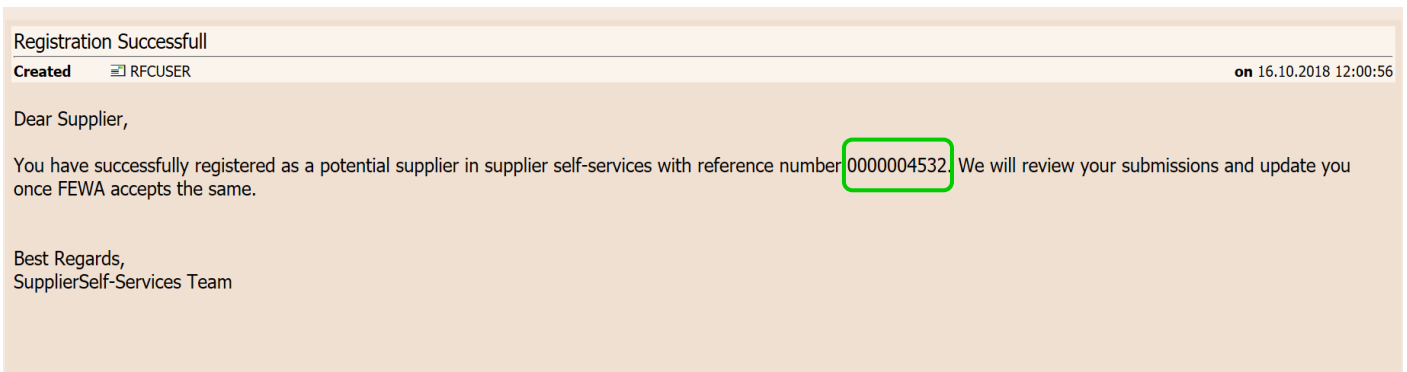 Registration Successfull
Created RFCUSER on 16.10.2018 12:00:56
Dear Supplier,
You have successfully registered as a potential supplier in supplier self-services with reference number 0000004532. We will review your submissions and update you
once FEWA accepts the same.
Best Regards,
SupplierSelf-Services Team